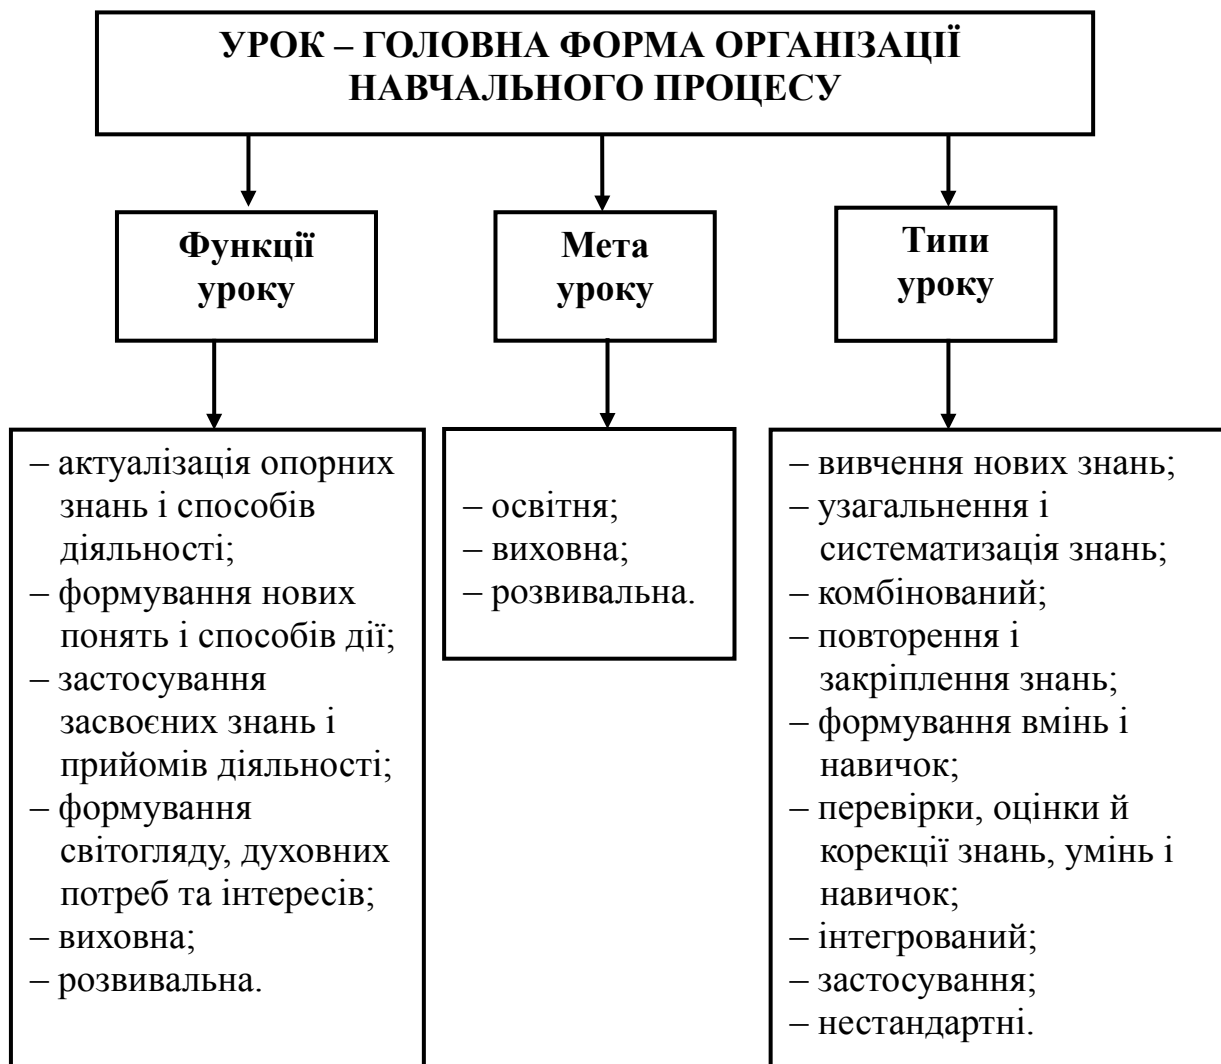 УРОК – ГОЛОВНА ФОРМА ОРГАНІЗАЦІЇ
НАВЧАЛЬНОГО ПРОЦЕСУ
Функції
уроку
Мета
уроку
Типи
уроку
– актуалізація опорних
знань і способів
діяльності;
– формування нових
понять і способів дії;
– застосування
засвоєних знань і
прийомів діяльності;
– формування
світогляду, духовних
потреб та інтересів;
– виховна;
– розвивальна.
– освітня;
– виховна;
– розвивальна.
– вивчення нових знань;
– узагальнення і
систематизація знань;
– комбінований;
– повторення і
закріплення знань;
– формування вмінь і
навичок;
– перевірки, оцінки й
корекції знань, умінь і
навичок;
– інтегрований;
– застосування;
– нестандартні.